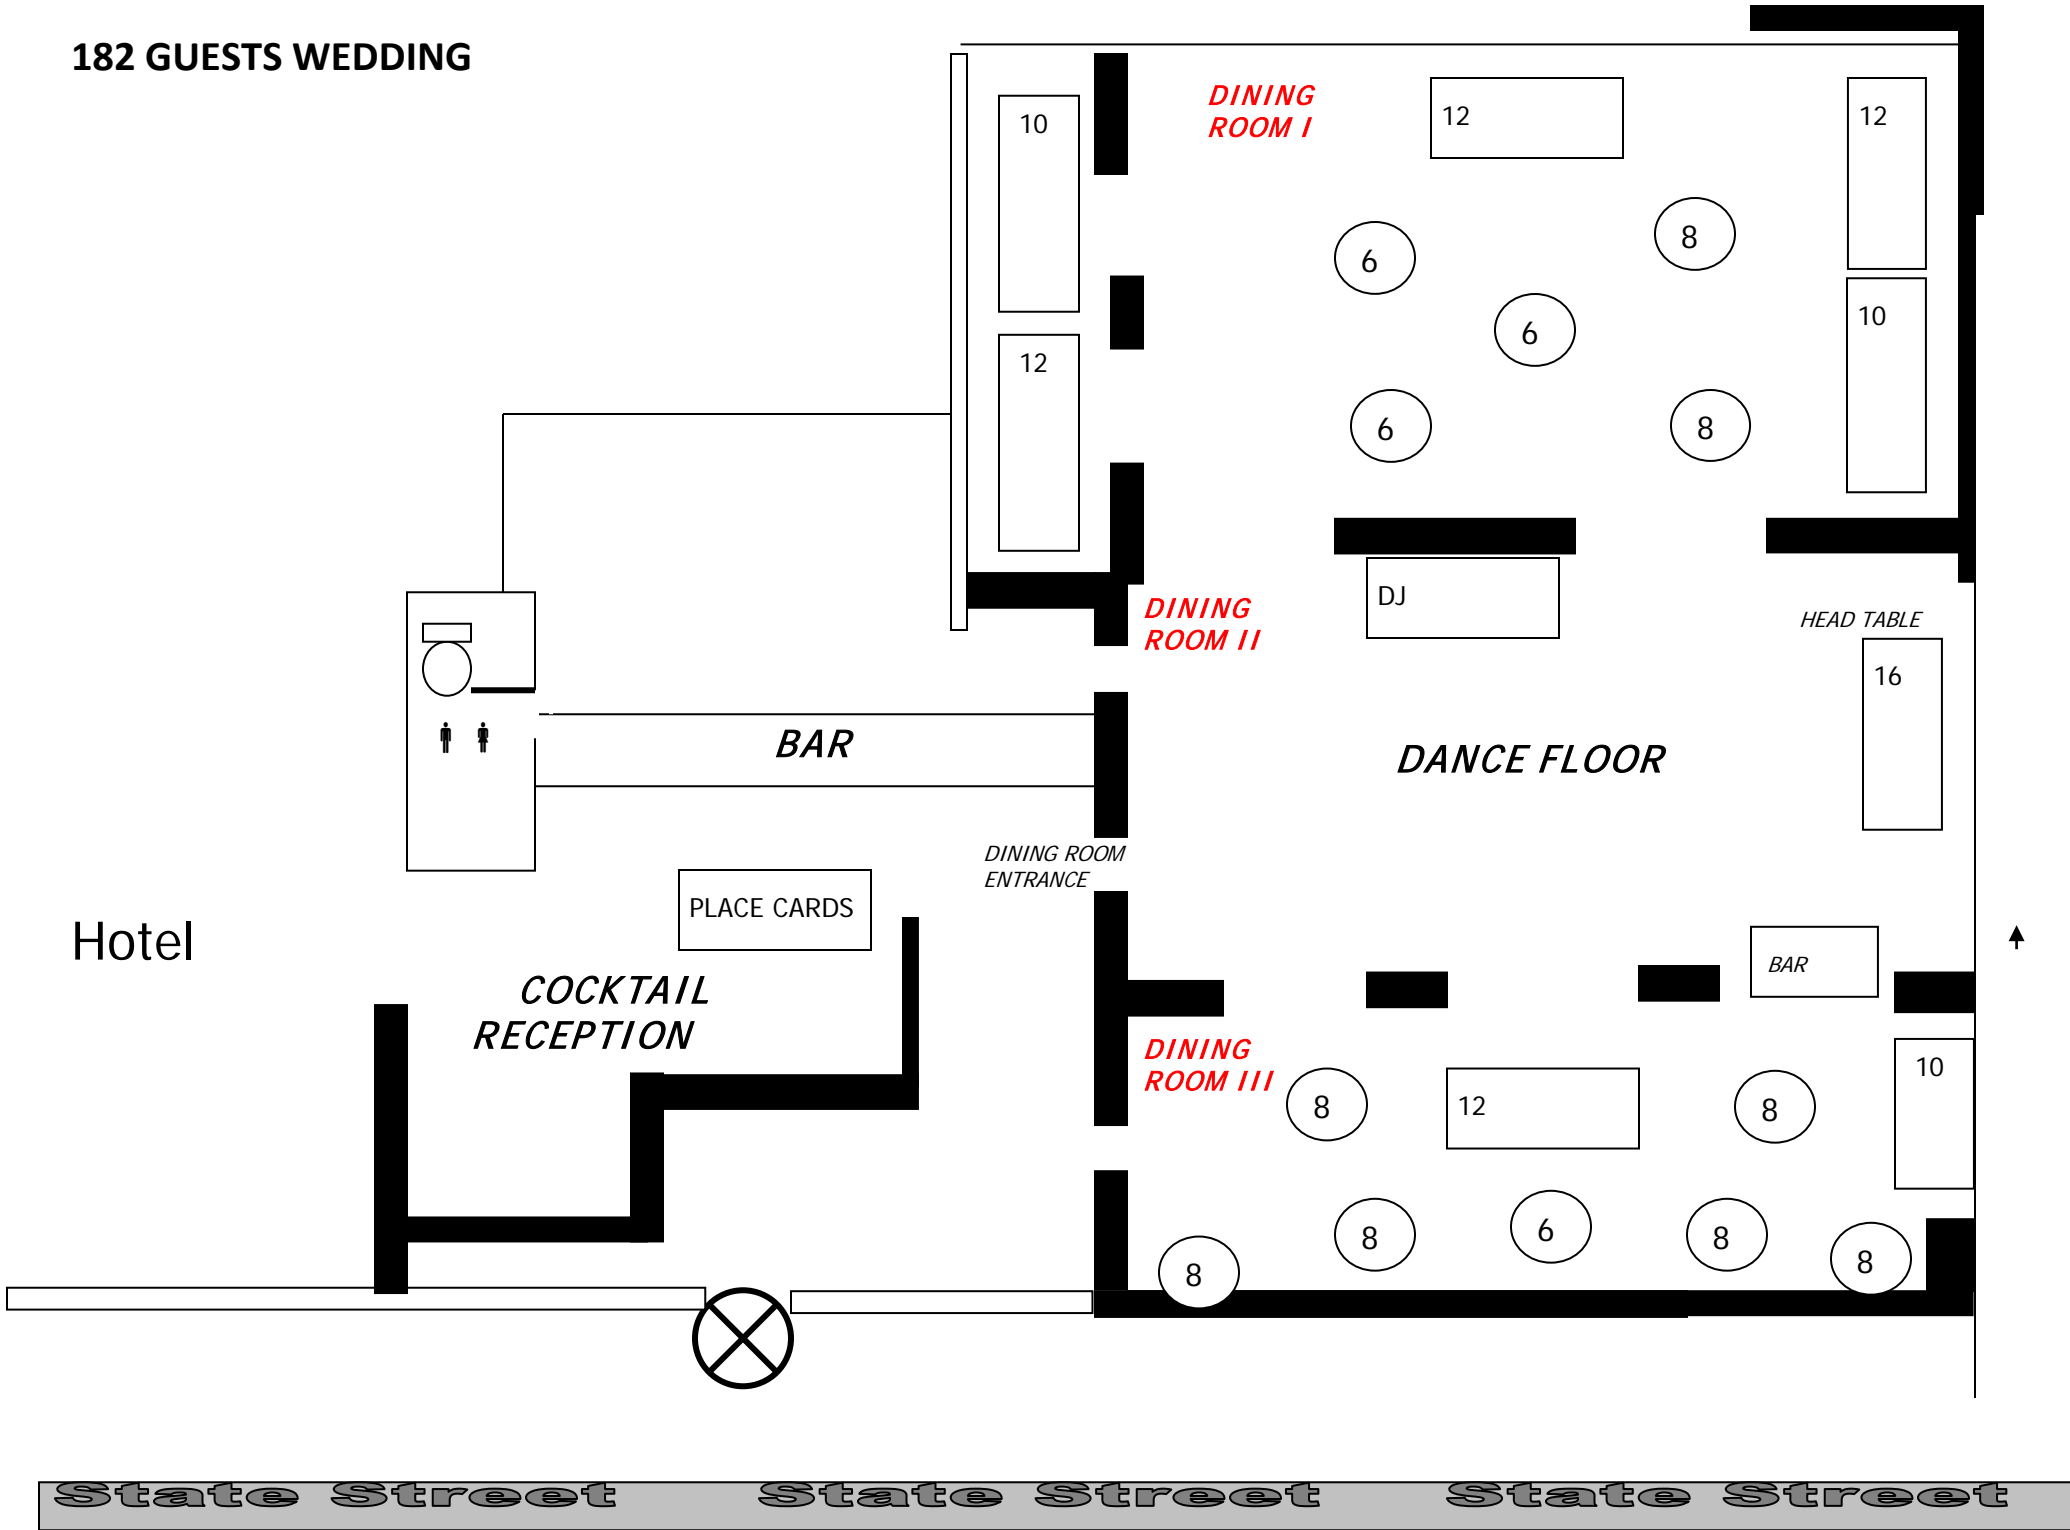 182 GUESTS WEDDING
DINING
ROOM I
10
12
12
8
6
6
10
12
6
8
DINING
ROOM II
DJ
HEAD TABLE
16
BAR
DANCE FLOOR
DINING ROOM
ENTRANCE
PLACE CARDS
Hotel
BAR
COCKTAIL
RECEPTION
DINING
ROOM III
8
12
8
10
8
6
8
8
8
State Street State Street State Street